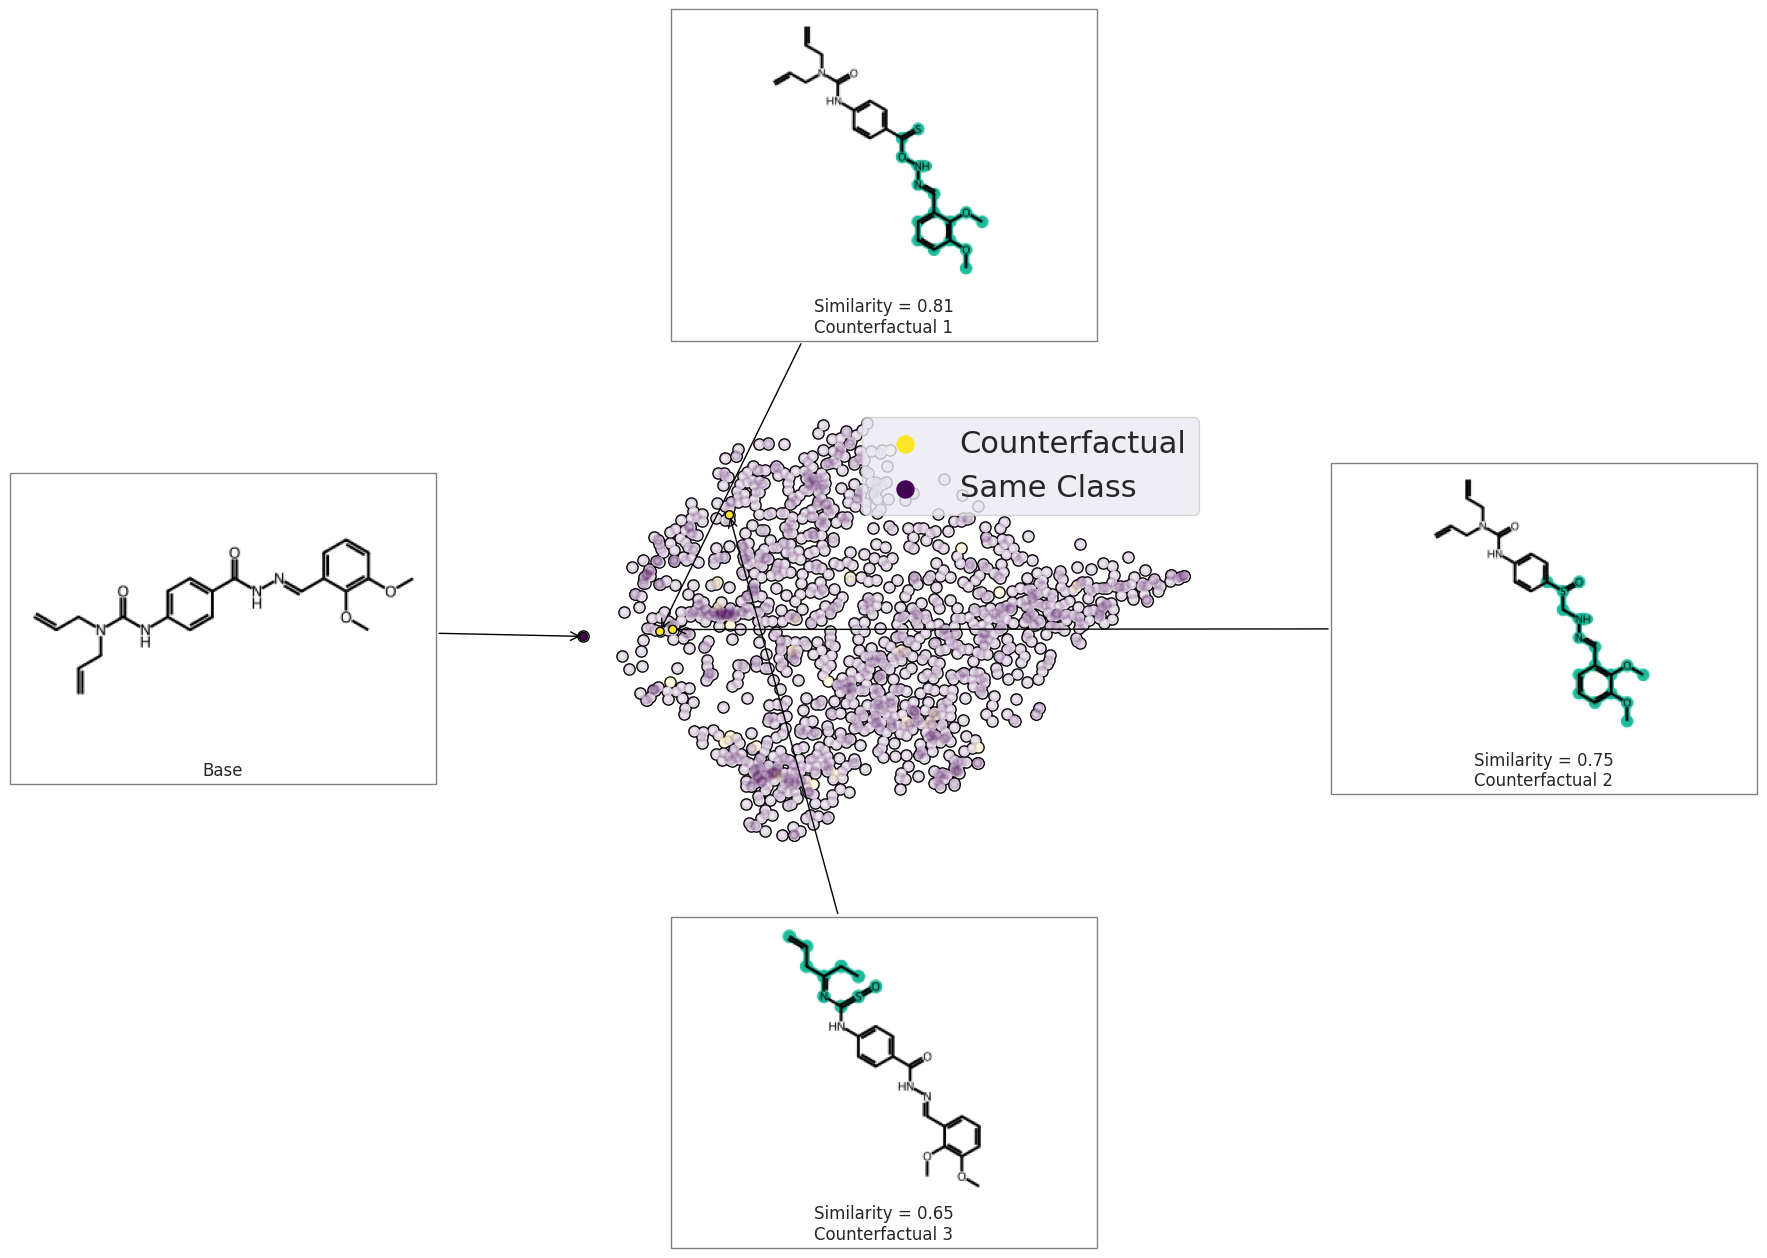 N
O
HN
S
O
NH
N
O
O
Similarity = 0.81
Counterfactual 1
Counterfactual
Same Class
O
N
O
N
H
N
H
N
O
O
Base
N
O
HN
S
O
NH
N
O
O
Similarity = 0.75
Counterfactual 2
O
N
S
HN
O
HN
N
O
O
Similarity = 0.65
Counterfactual 3